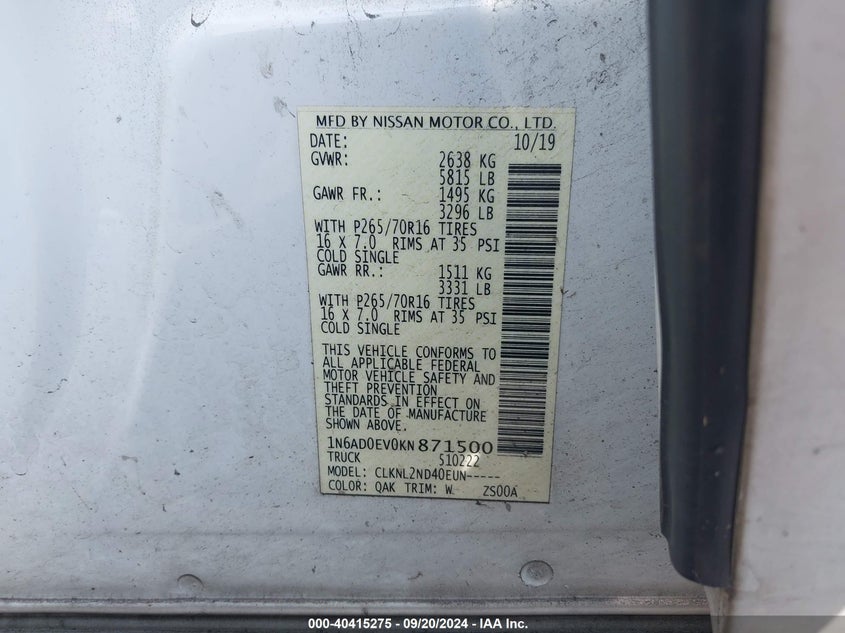 MFD BY NISSAN MOTOR CO., LTD.
DATE: 10/19
GVWR: 2638 KG
5815 LB
GAWR FR.: 1495 KG
3296 LB
WITH P265/70R16 TIRES
16 X 7.0 RIMS AT 35 PSI
COLD SINGLE
GAWR RR.: 1511 KG
3331 LB
WITH P265/70R16 TIRES
16 X 7.0 RIMS AT 35 PSI
COLD SINGLE
THIS VEHICLE CONFORMS TO
ALL APPLICABLE FEDERAL
MOTOR VEHICLE SAFETY AND
THEFT PREVENTION
STANDARDS IN EFFECT ON
THE DATE OF MANUFACTURE
SHOWN ABOVE.
1N6AD0EV0KN871500
TRUCK 510222
MODEL: CLKNL2ND40EUN-----
COLOR: QAK TRIM: W ZS00A
000-40415275 - 09/20/2024 - IAAI.com